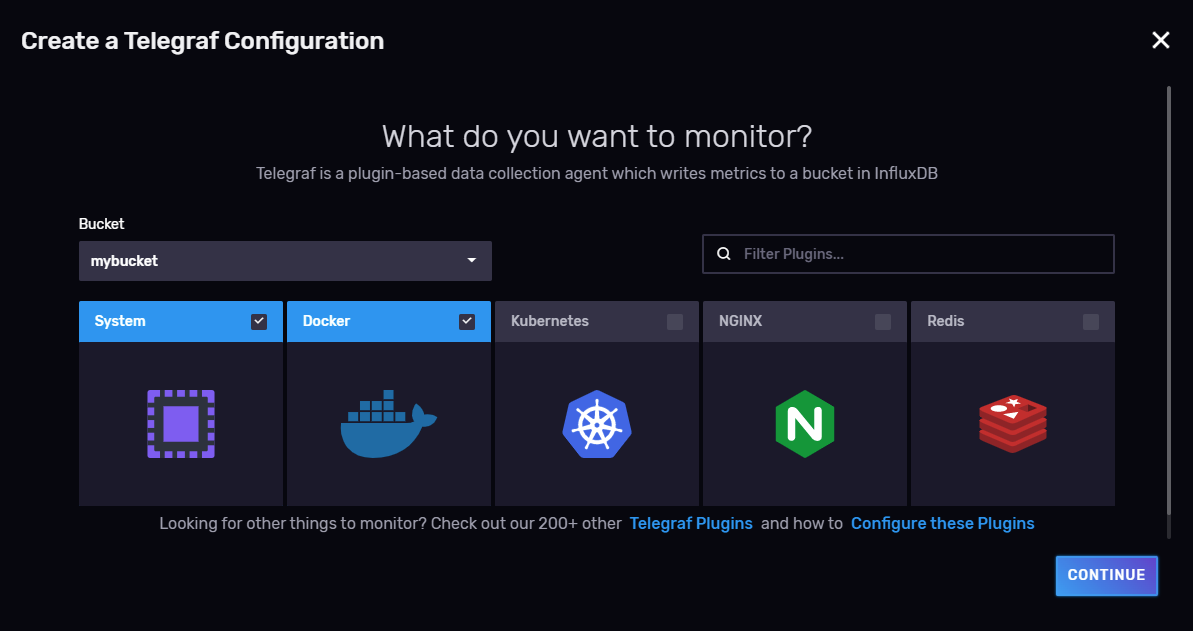 Create a Telegraf Configuration
What do you want to monitor?
Telegraf is a plugin-based data collection agent which writes metrics to a bucket in InfluxDB
Bucket
mybucket
Filter Plugins...
System
Docker
Kubernetes
NGINX
Redis
N
Looking for other things to monitor? Check out our 200+ other Telegraf Plugins and how to Configure these Plugins
CONTINUE